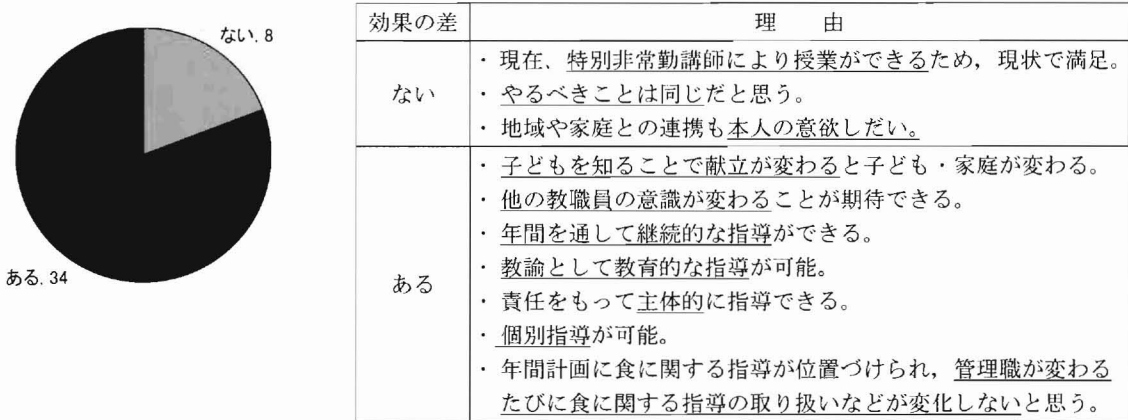 ない, 8
ある, 34
効果の差
理　由
ない
・現在、特別非常勤講師により授業ができるため，現状で満足。
・やるべきことは同じだと思う。
・地域や家庭との連携も本人の意欲しだい。
ある
・子どもを知ることで献立が変わると子ども・家庭が変わる。
・他の教職員の意識が変わることが期待できる。
・年間を通して継続的な指導ができる。
・教諭として教育的な指導が可能。
・責任をもって主体的に指導できる。
・個別指導が可能。
・年間計画に食に関する指導が位置づけられ，管理職が変わる
たびに食に関する指導の取り扱いなどが変化しないと思う。